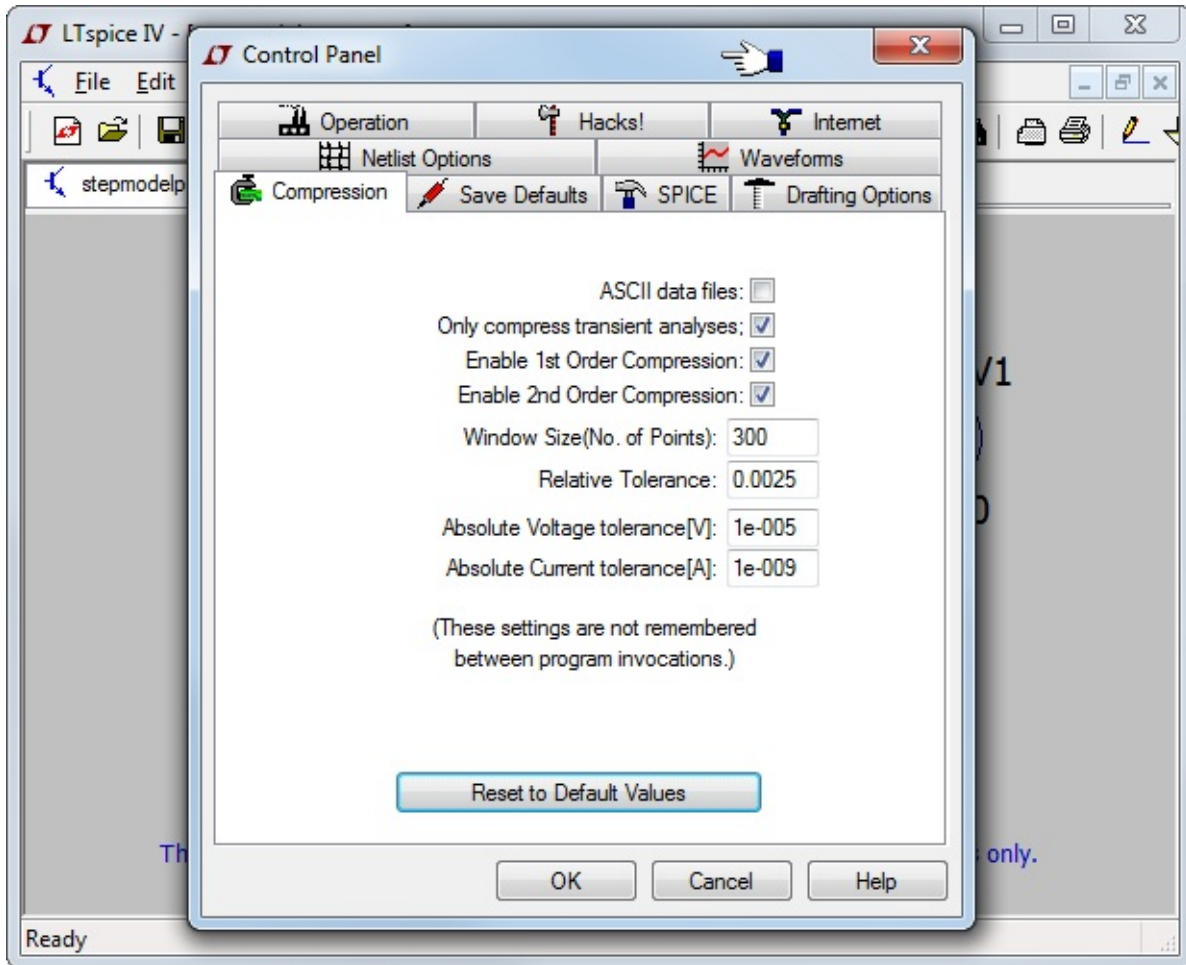 LTspice IV -
Control Panel
File Edit
stepmodelp
Operation
Hacks!
Internet
Netlist Options
Waveforms
Compression
Save Defaults
SPICE
Drafting Options
ASCII data files:
Only compress transient analyses;
Enable 1st Order Compression:
Enable 2nd Order Compression:
Window Size(No. of Points): 300
Relative Tolerance: 0.0025
Absolute Voltage tolerance[V]: 1e-005
Absolute Current tolerance[A]: 1e-009
(These settings are not remembered
between program invocations.)
Reset to Default Values
OK
Cancel
Help
V1
Th
only.
Ready